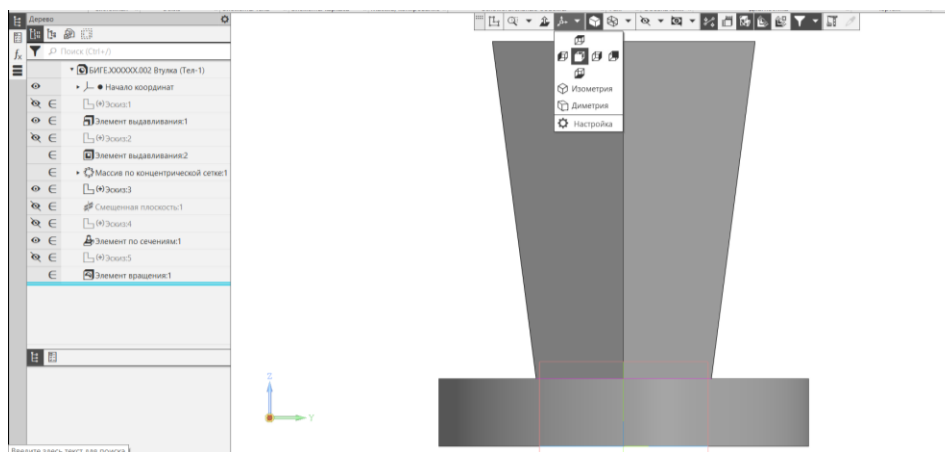 Дерево
Поиск (Ctrl+/)
БИГЕ.XXXXXX.002 Втулка (Тел-1)
Начало координат
(+)Эскиз:1
Элемент выдавливания:1
(+)Эскиз:2
Элемент выдавливания:2
Массив по концентрической сетке:1
(+)Эскиз:3
Смещенная плоскость:1
(+)Эскиз:4
Элемент по сечениям:1
(+)Эскиз:5
Элемент вращения:1
Изометрия
Диметрия
Настройка
Z
Y
Введите здесь текст для поиска